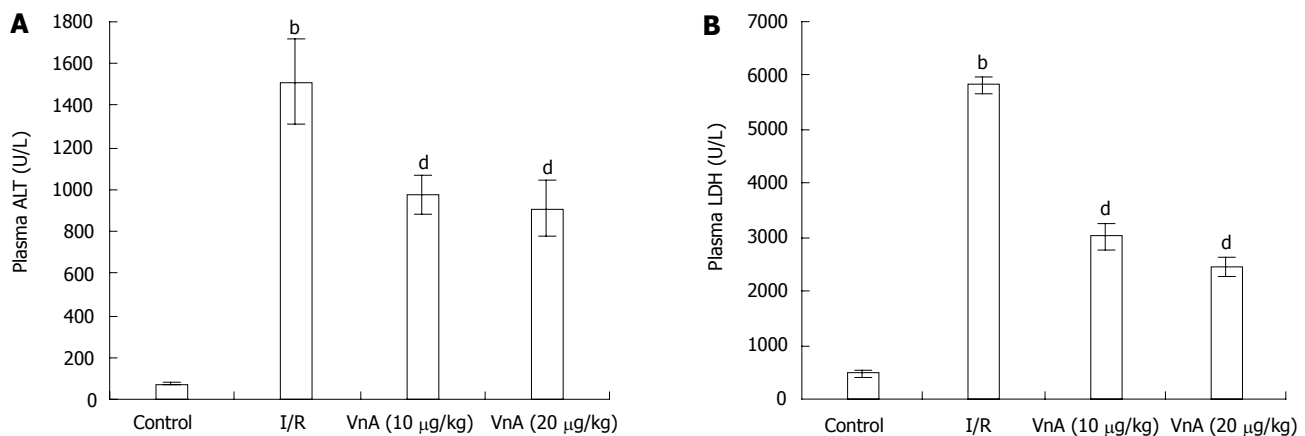 A
Plasma ALT (U/L)
1800
1600
1400
1200
1000
800
600
400
200
0
b
d
d
Control I/R VnA (10 μg/kg) VnA (20 μg/kg)
B
Plasma LDH (U/L)
7000
6000
5000
4000
3000
2000
1000
0
b
d
d
Control I/R VnA (10 μg/kg) VnA (20 μg/kg)